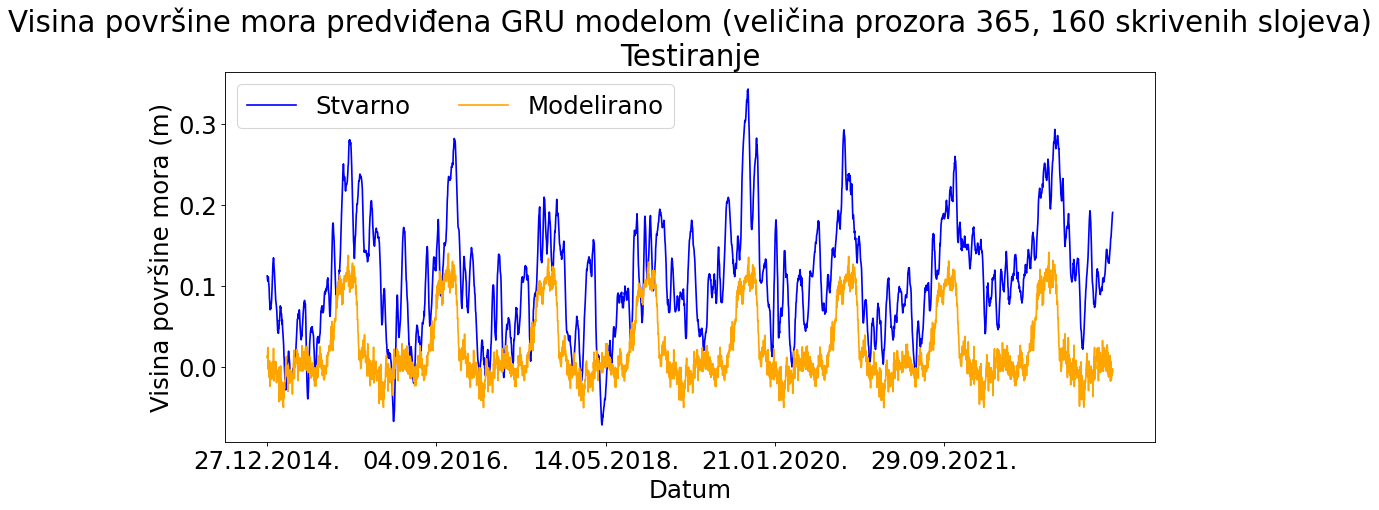 Visina površine mora predviđena GRU modelom (veličina prozora 365, 160 skrivenih slojeva)
Testiranje
Stvarno
Modelirano
Visina površine mora (m)
0.3
0.2
0.1
0.0
27.12.2014.
04.09.2016.
14.05.2018.
21.01.2020.
29.09.2021.
Datum